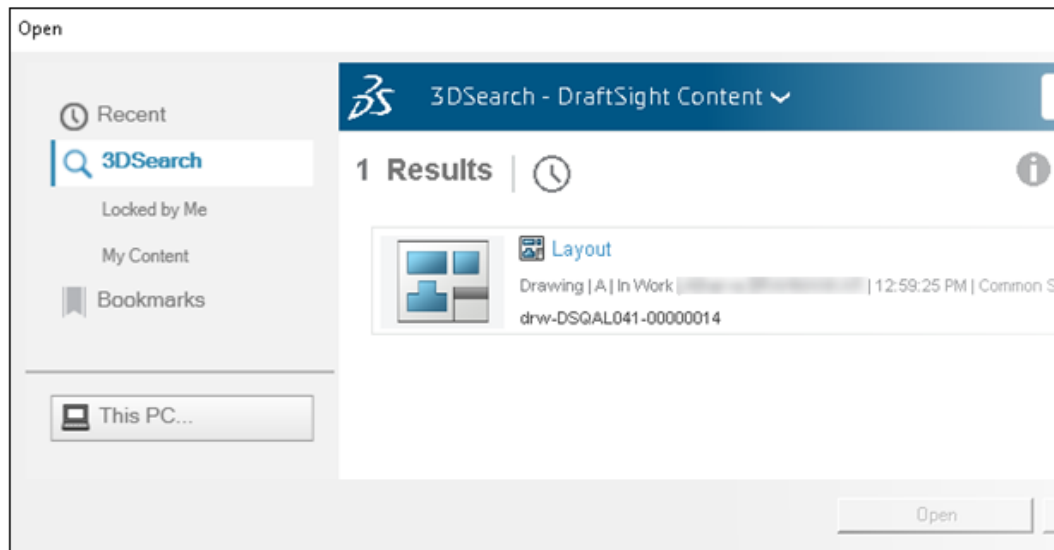 Open
Recent
3DSearch
Locked by Me
My Content
Bookmarks
This PC...
3DSearch - DraftSight Content
1 Results
Layout
Drawing | A | In Work | | 12:59:25 PM | Common S
drw-DSQAL041-00000014
Open